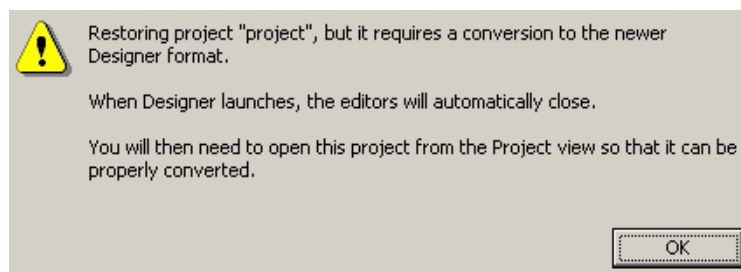 Restoring project "project", but it requires a conversion to the newer
Designer format.
When Designer launches, the editors will automatically close.
You will then need to open this project from the Project view so that it can be
properly converted.
OK